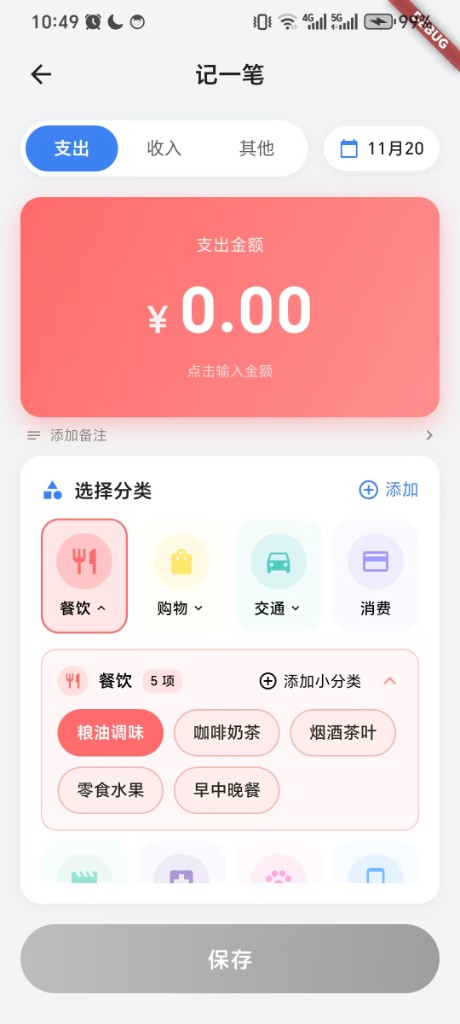 10:49 4G 5G 99%
DEBUG
记一笔
支出 收入 其他 11月20
支出金额
¥ 0.00
点击输入金额
添加备注
选择分类 添加
餐饮 购物 交通 消费
餐饮 5 项 添加小分类
粮油调味 咖啡奶茶 烟酒茶叶
零食水果 早中晚餐
保存